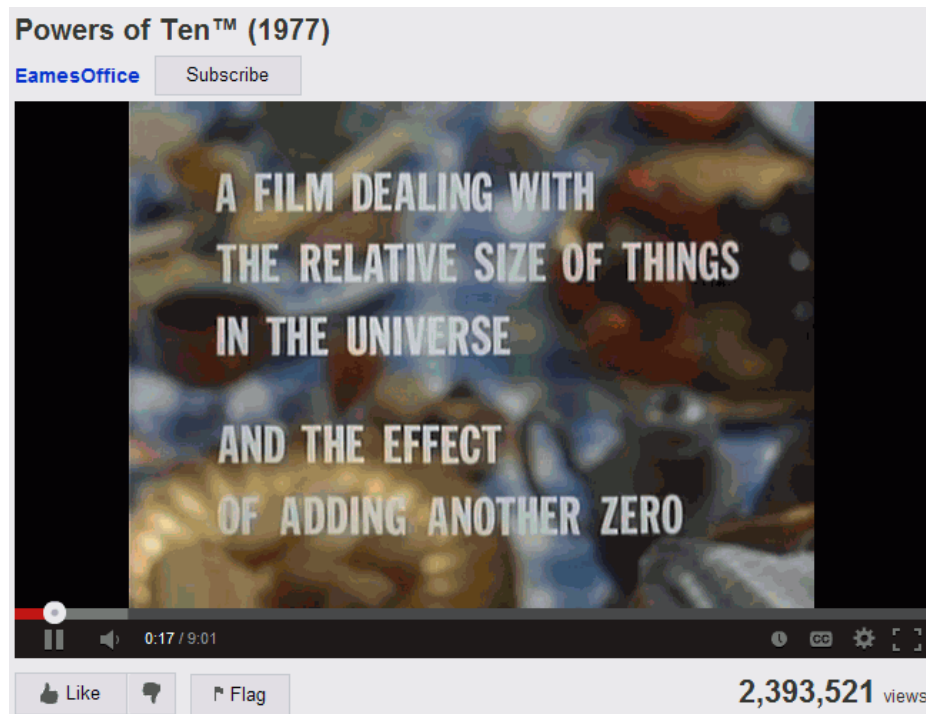 Powers of Ten™ (1977)
EamesOffice Subscribe
A FILM DEALING WITH
THE RELATIVE SIZE OF THINGS
IN THE UNIVERSE
AND THE EFFECT
OF ADDING ANOTHER ZERO
0:17 / 9:01 CC
Like Flag 2,393,521 views